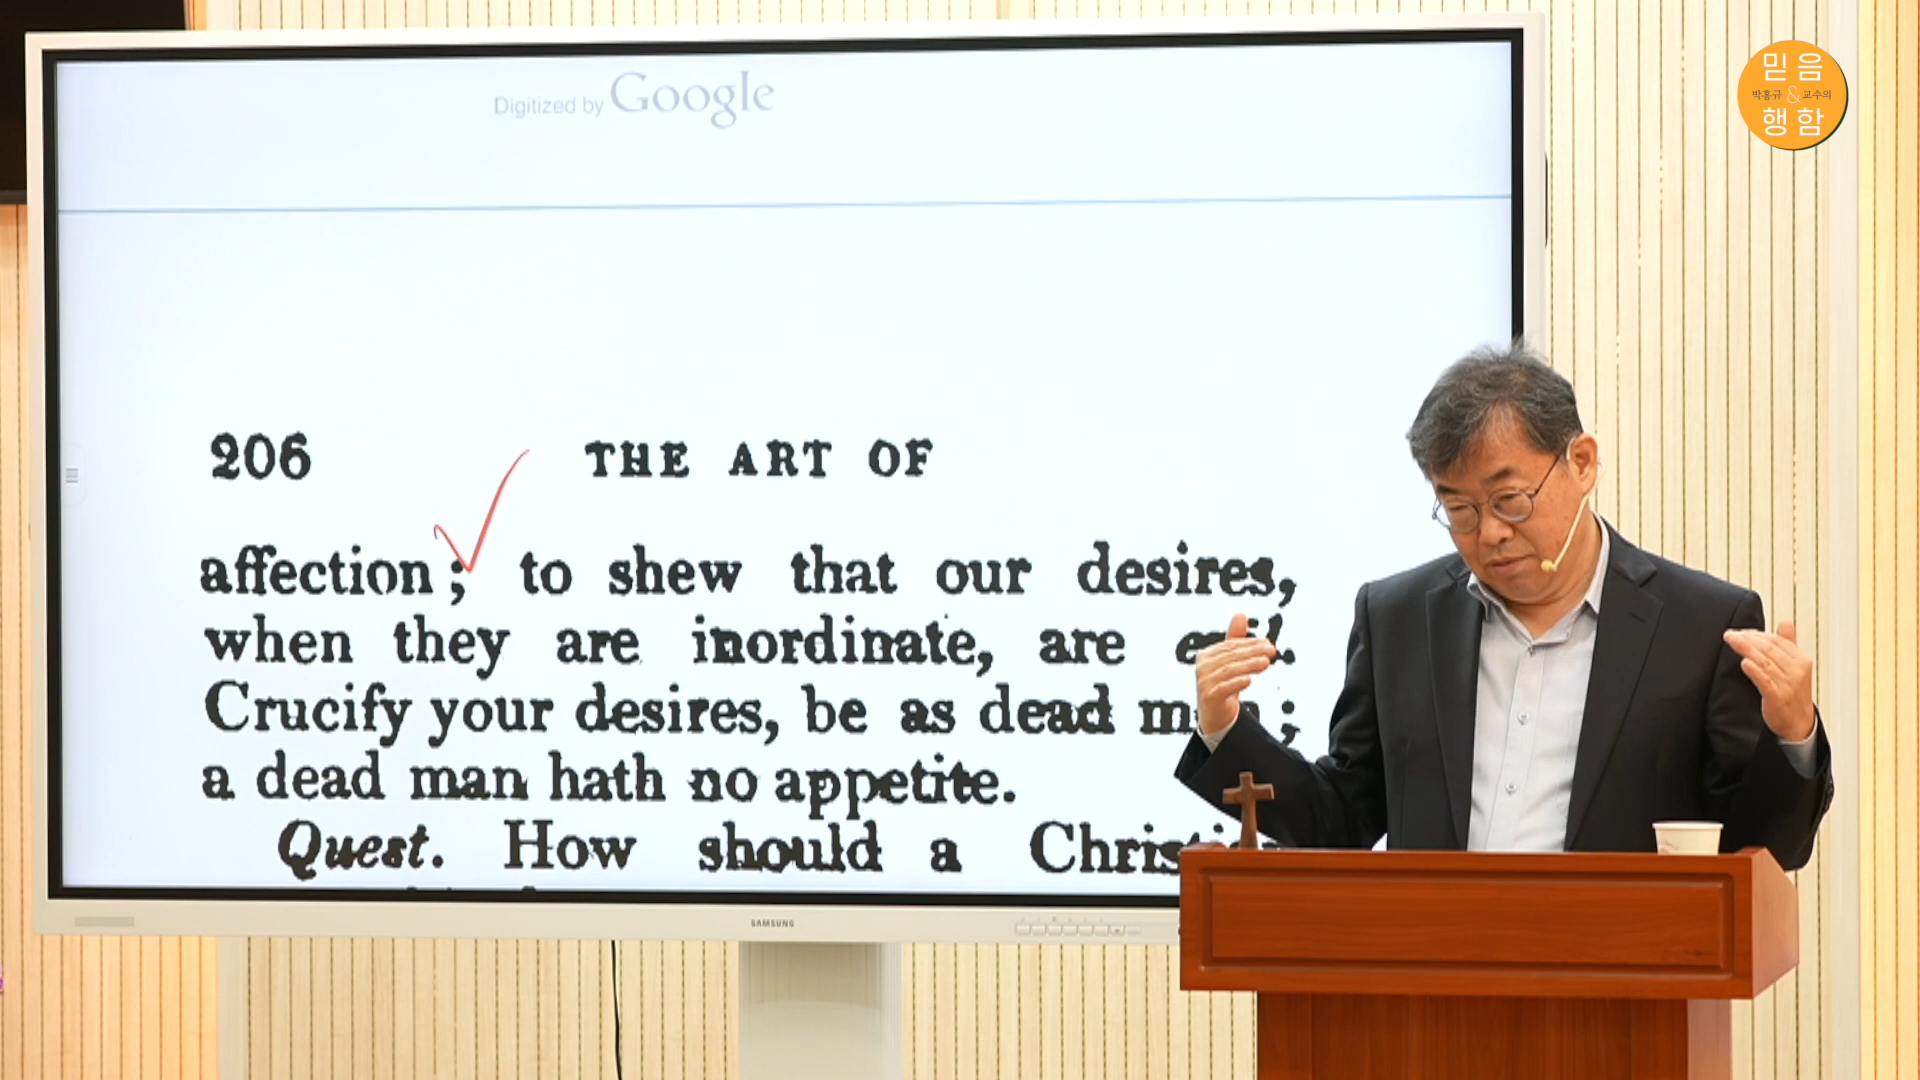 Digitized by Google
206 THE ART OF
affection; to shew that our desires,
when they are inordinate, are
Crucify your desires, be as dead
a dead man hath no appetite.
Quest. How should a
SAMSUNG
믿음
박홍규 & 교수의
행함